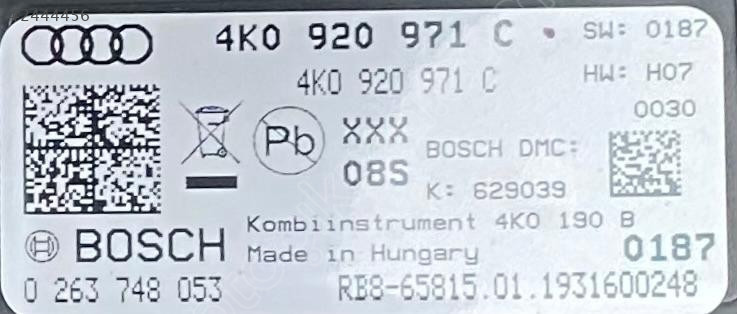 4K0 920 971 C
SW: 0187
4K0 920 971 C
HW: H07
0030
Pb
XXX
08S
BOSCH DMC:
K: 629039
Kombiinstrument 4K0 190 B
BOSCH
Made in Hungary
0187
0 263 748 053
RB8-65815.01.1931600248